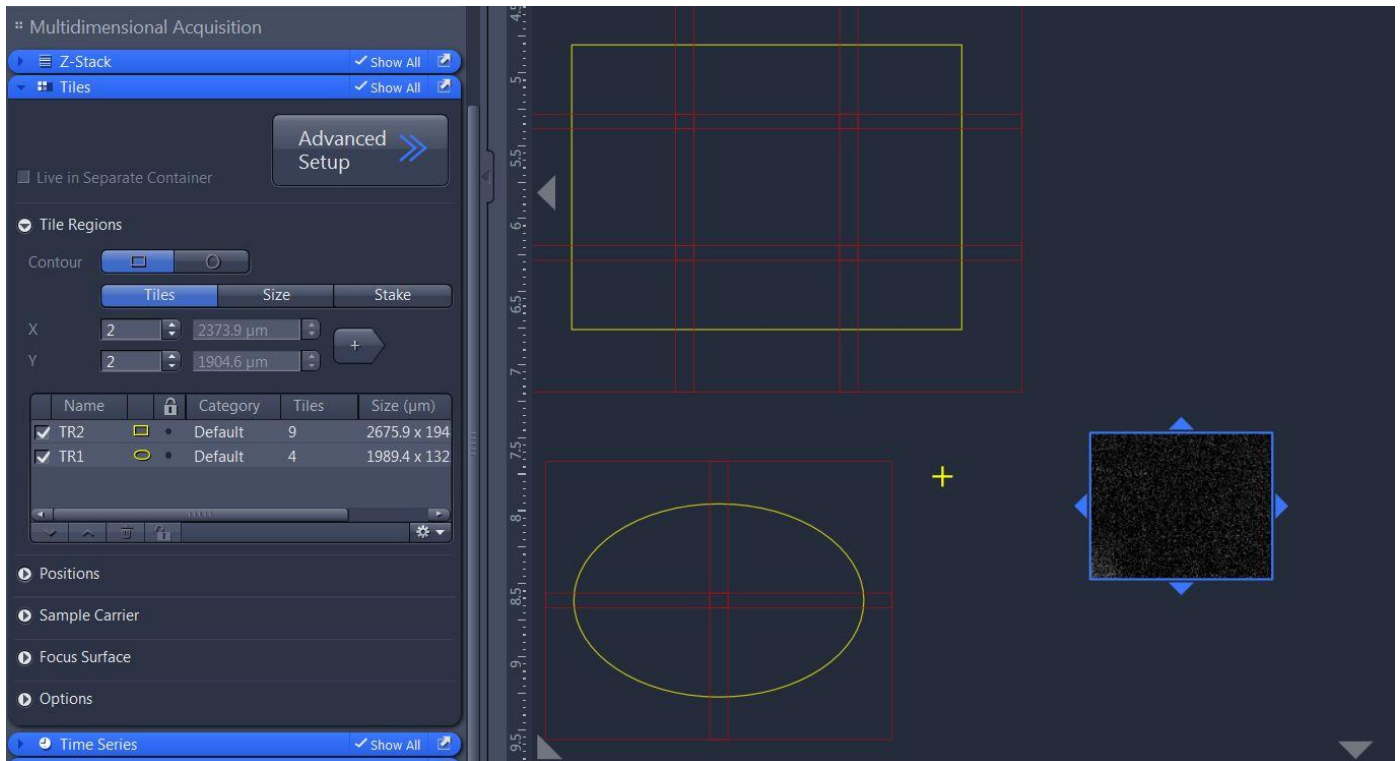 Multidimensional Acquisition
Z-Stack Show All
Tiles Show All
Advanced
Setup
Live in Separate Container
Tile Regions
Contour
Tiles Size Stake
X 2 2373.9 µm
+
Y 2 1904.6 µm
Name Category Tiles Size (µm)
TR2 Default 9 2675.9 x 194
TR1 Default 4 1989.4 x 132
Positions
Sample Carrier
Focus Surface
Options
Time Series Show All
4.5
5
5.5
6
6.5
7
7.5
8
8.5
9
9.5